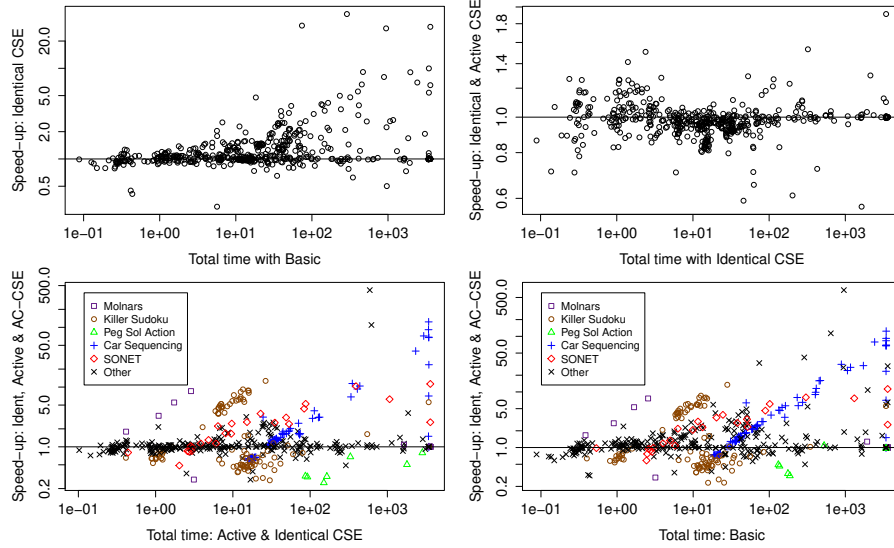 Speed−up: Identical CSE
20.0
5.0
2.0
1.0
0.5
1e−01 1e+00 1e+01 1e+02 1e+03
Total time with Basic
Speed−up: Identical & Active CSE
1.8
1.4
1.0
0.8
0.6
1e−01 1e+00 1e+01 1e+02 1e+03
Total time with Identical CSE
Speed−up: Ident, Active & AC−CSE
500.0
50.0
5.0
1.0
0.2
Molnars
Killer Sudoku
Peg Sol Action
Car Sequencing
SONET
Other
1e−01 1e+00 1e+01 1e+02 1e+03
Total time: Active & Identical CSE
Speed−up: Ident, Active & AC−CSE
500.0
50.0
5.0
1.0
0.2
Molnars
Killer Sudoku
Peg Sol Action
Car Sequencing
SONET
Other
1e−01 1e+00 1e+01 1e+02 1e+03
Total time: Basic